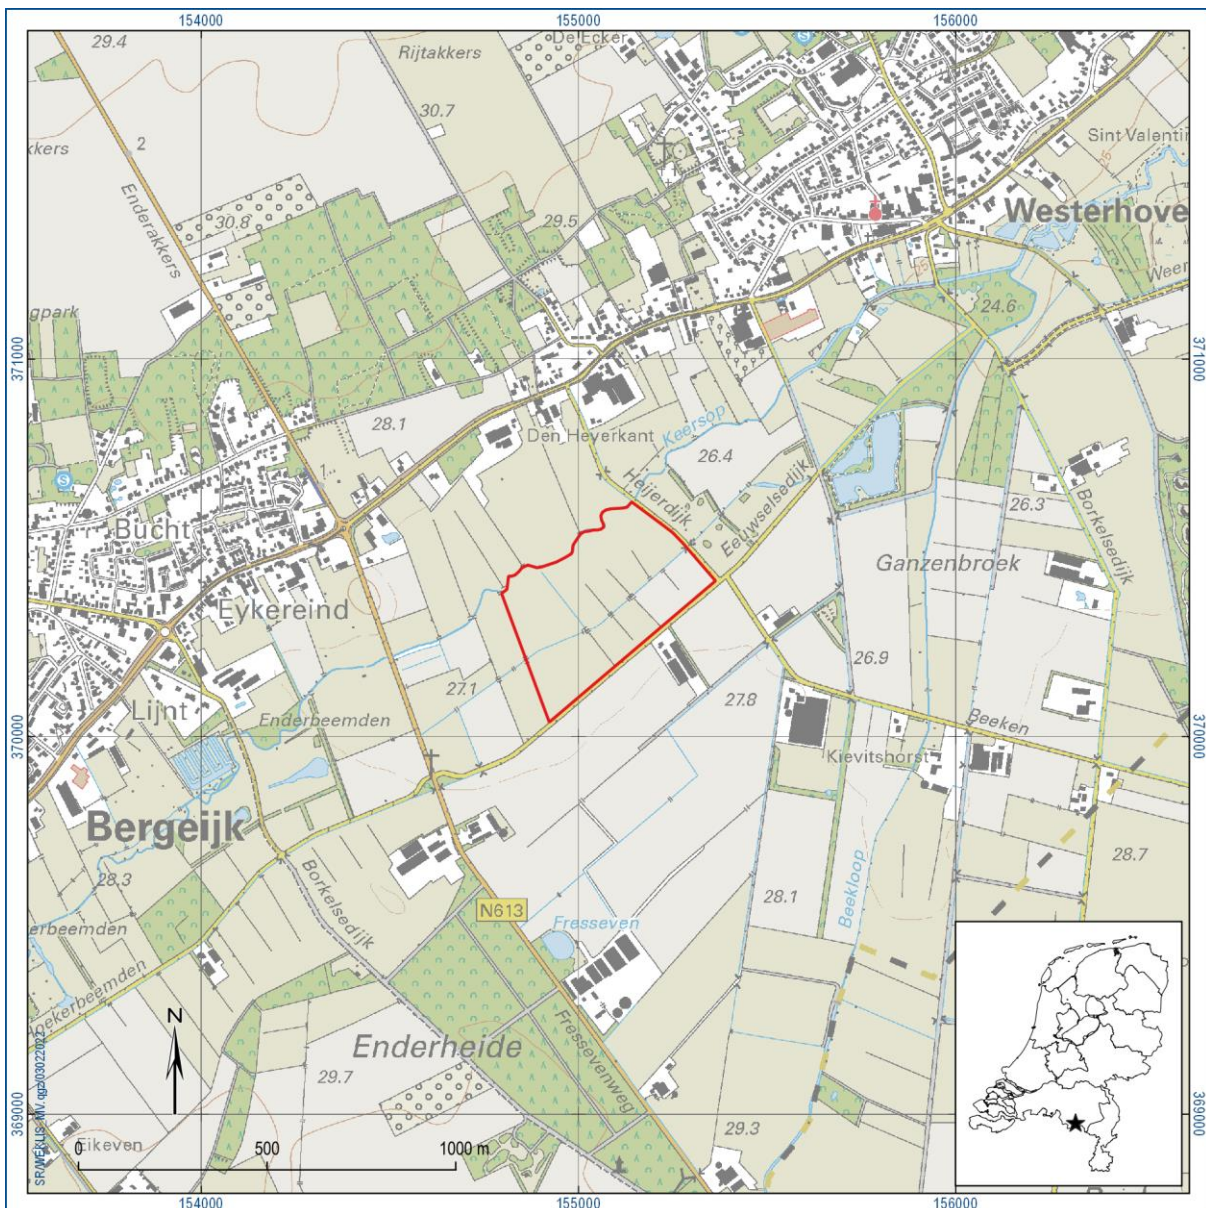 154000
155000
156000
29.4
De Ecker
Rijtakkers
30.7
kkers
2
Sint Valentin
25
Enderakkers
30.8
29.5
Westerhove
25
Weer
24.6
gpark
371000
371000
28.1
Den Heyerkant
Keersop
26.4
Heijerdijk
Eeuwselsedijk
26.3
Borkelsedijk
Bucht
Ganzenbroek
Eykereind
26.9
27.1
27.8
Lijnt
Enderbeemden
Beeken
370000
370000
Kievitshorst
Bergeijk
28.7
28.3
Borkelsedijk
28.1
Beekloop
N613
Fresseven
erbeemden
oekerbeemden
N
Enderheide
Fressevenweg
29.7
369000
369000
29.3
Eikeven
0
500
1000 m
154000
155000
156000